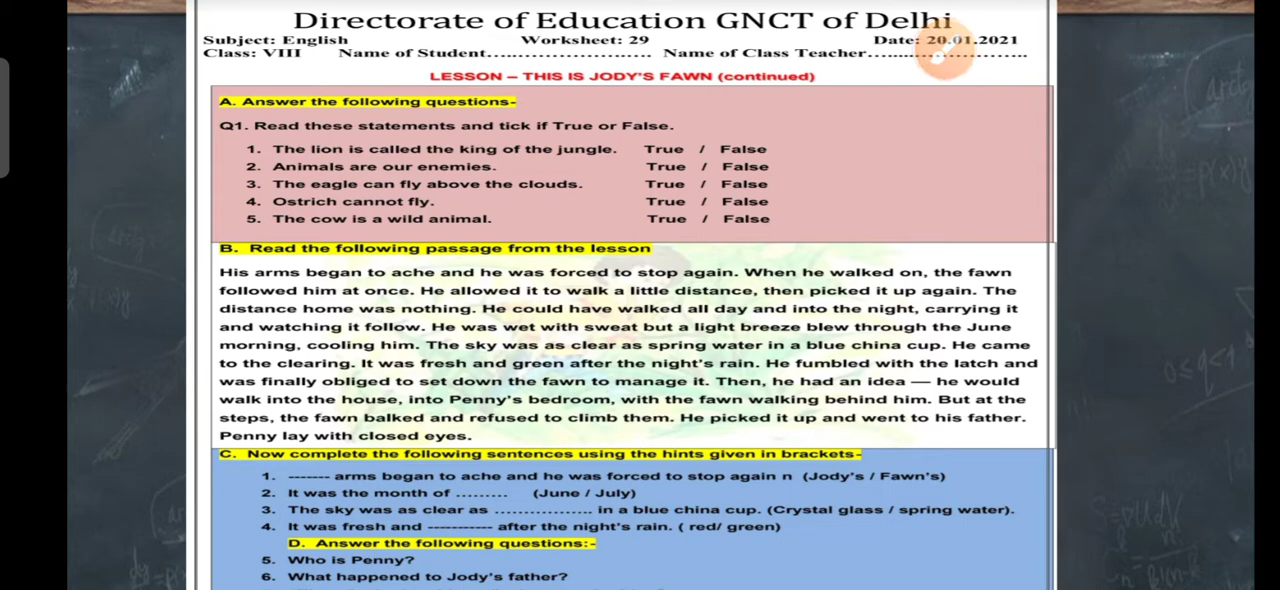 Directorate of Education GNCT of Delhi
Subject: English Worksheet: 29 Date: 20.01.2021
Class: VIII Name of Student............................... Name of Class Teacher..............................
LESSON – THIS IS JODY'S FAWN (continued)
A. Answer the following questions-
Q1. Read these statements and tick if True or False.
1. The lion is called the king of the jungle. True / False
2. Animals are our enemies. True / False
3. The eagle can fly above the clouds. True / False
4. Ostrich cannot fly. True / False
5. The cow is a wild animal. True / False
B. Read the following passage from the lesson
His arms began to ache and he was forced to stop again. When he walked on, the fawn
followed him at once. He allowed it to walk a little distance, then picked it up again. The
distance home was nothing. He could have walked all day and into the night, carrying it
and watching it follow. He was wet with sweat but a light breeze blew through the June
morning, cooling him. The sky was as clear as spring water in a blue china cup. He came
to the clearing. It was fresh and green after the night's rain. He fumbled with the latch and
was finally obliged to set down the fawn to manage it. Then, he had an idea — he would
walk into the house, into Penny's bedroom, with the fawn walking behind him. But at the
steps, the fawn balked and refused to climb them. He picked it up and went to his father.
Penny lay with closed eyes.
C. Now complete the following sentences using the hints given in brackets-
1. ------- arms began to ache and he was forced to stop again n (Jody's / Fawn's)
2. It was the month of ......... (June / July)
3. The sky was as clear as ................. in a blue china cup. (Crystal glass / spring water).
4. It was fresh and ----------- after the night's rain. ( red/ green)
D. Answer the following questions:-
5. Who is Penny?
6. What happened to Jody's father?